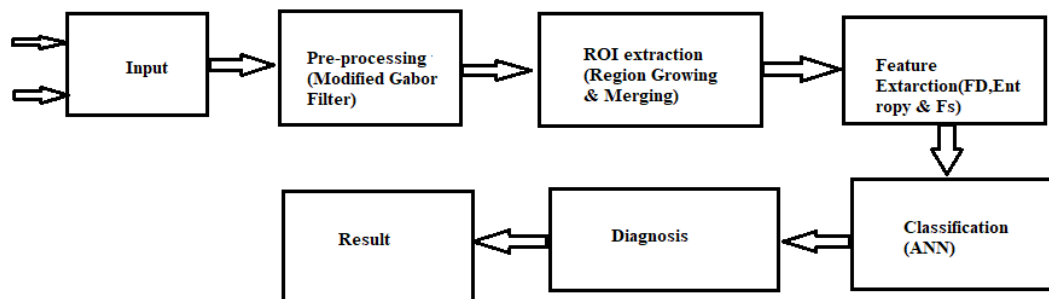 Input
Pre-processing
(Modified Gabor
Filter)
ROI extraction
(Region Growing
& Merging)
Feature
Extarction(FD,Ent
ropy & Fs)
Classification
(ANN)
Diagnosis
Result